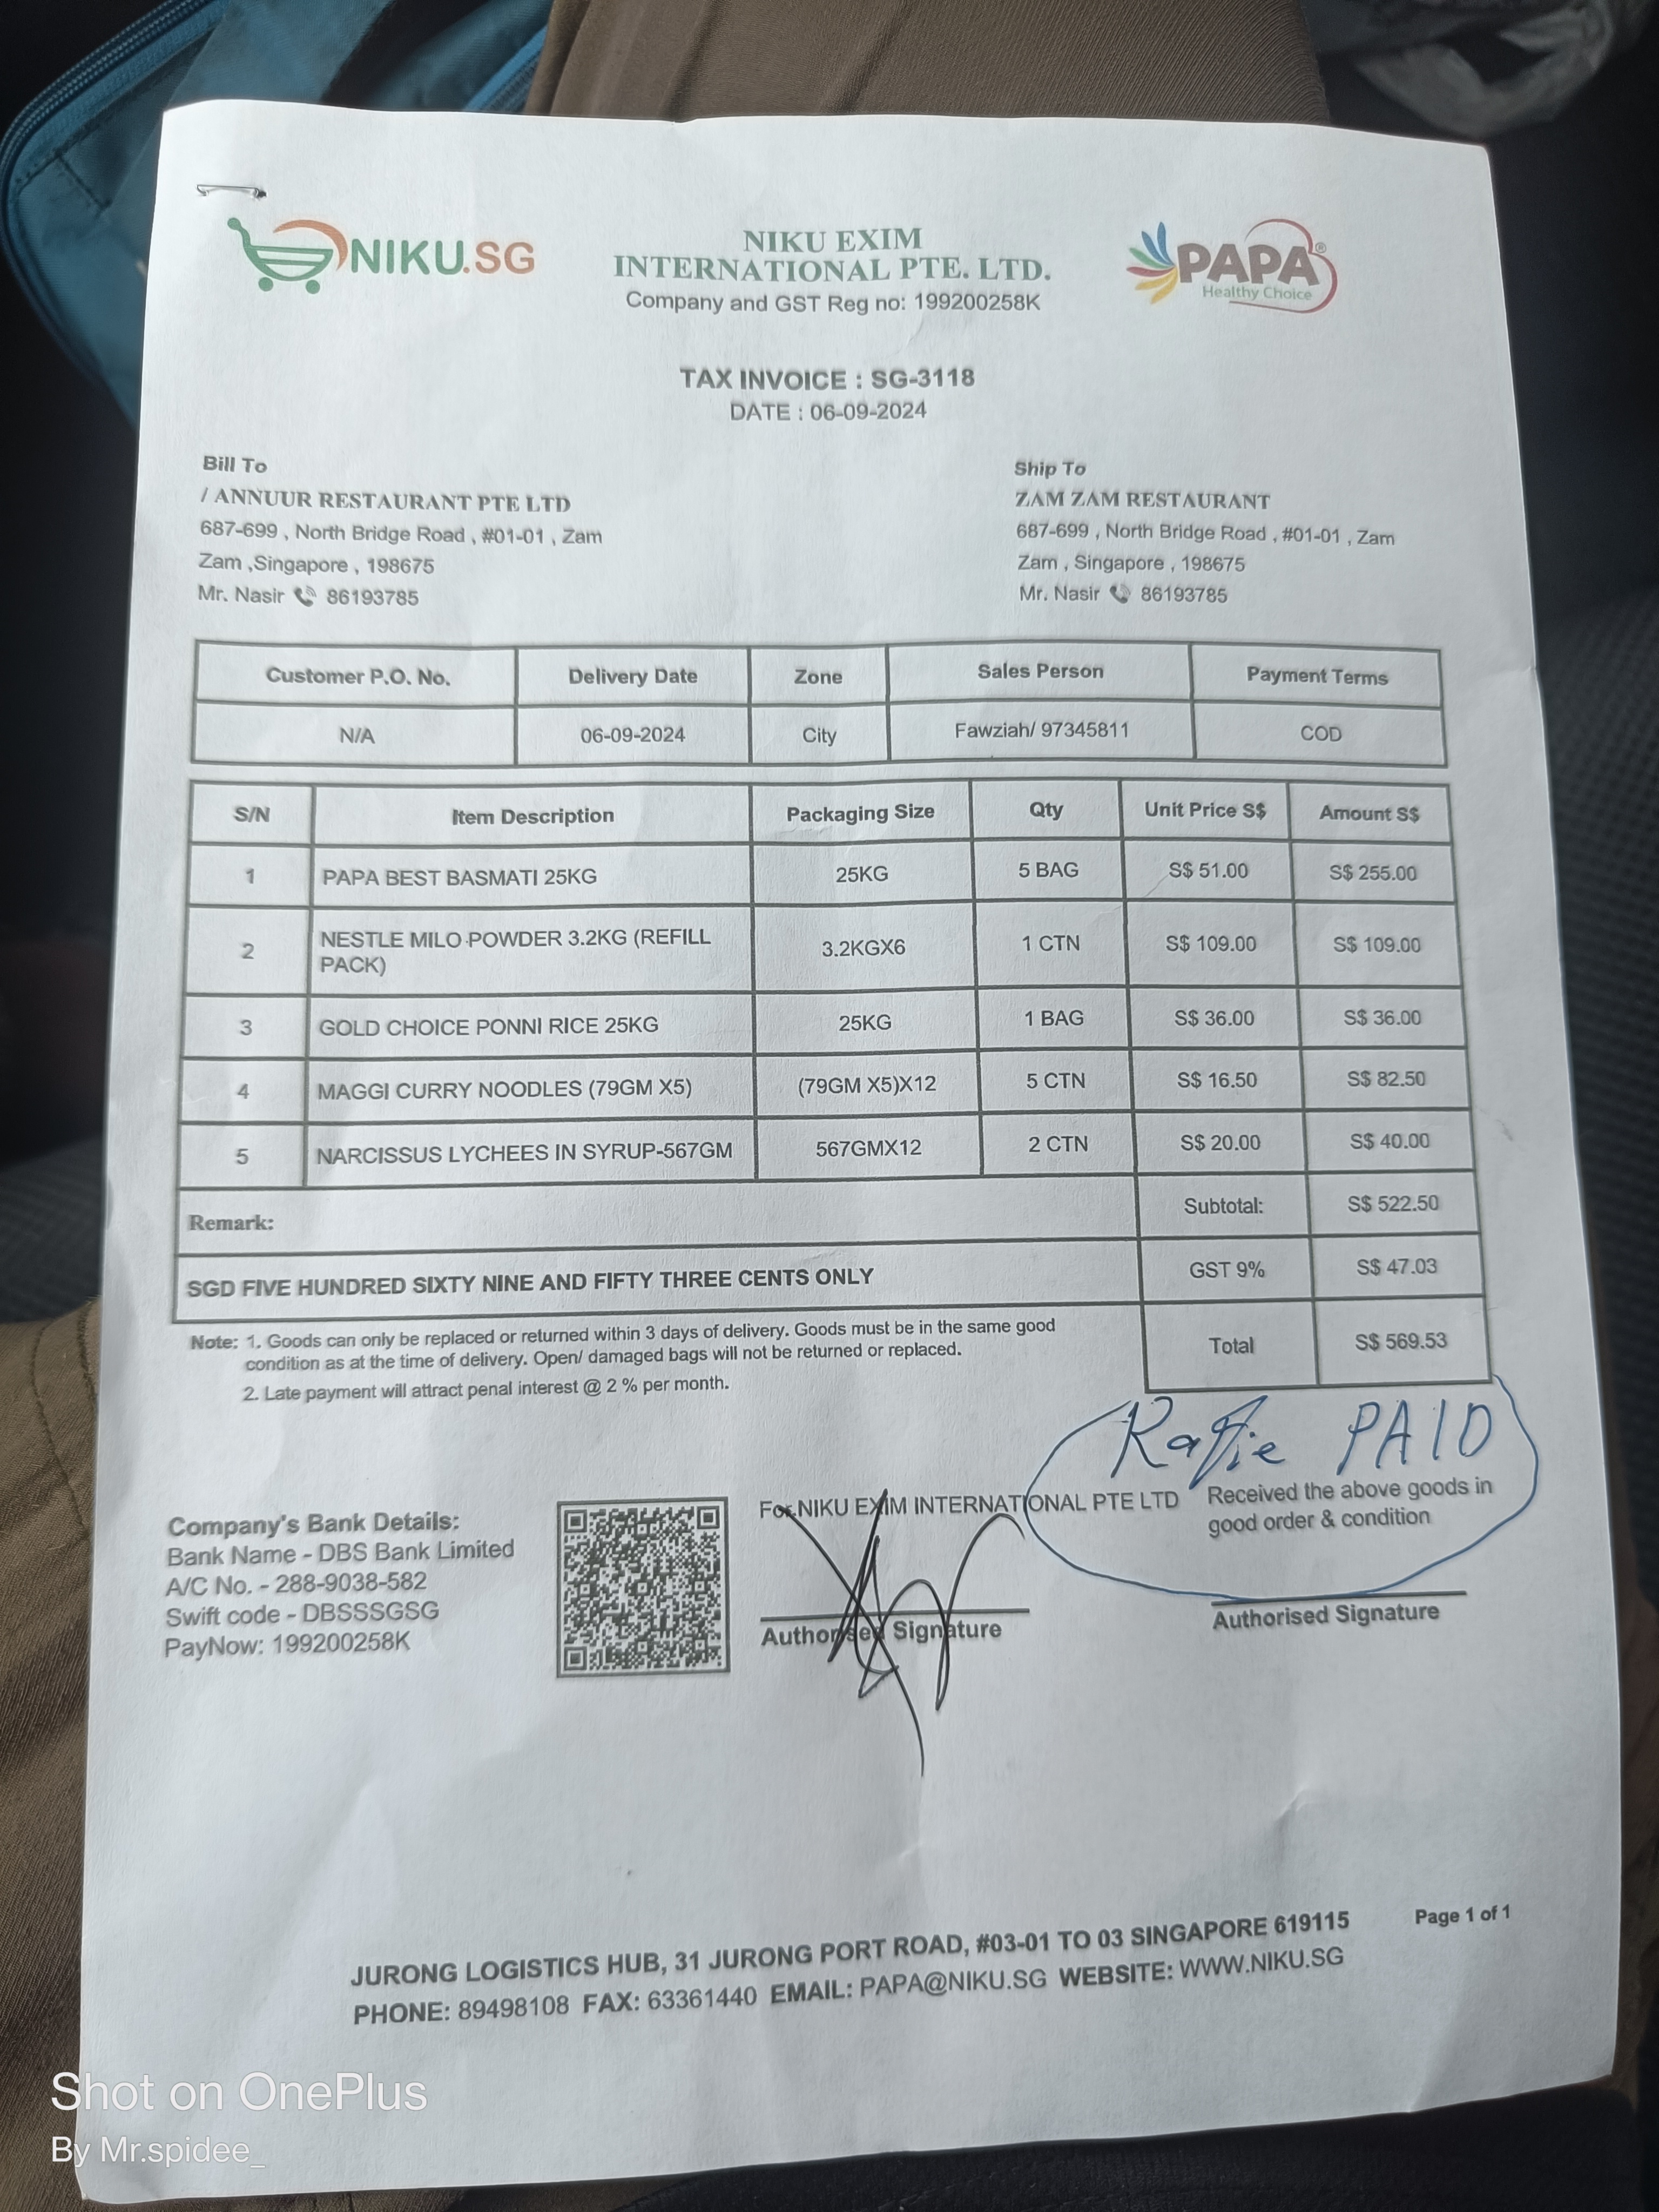 NIKU.SG
NIKU EXIM
INTERNATIONAL PTE. LTD.
Company and GST Reg no: 199200258K
PAPA®
Healthy Choice
TAX INVOICE : SG-3118
DATE : 06-09-2024
Bill To
/ ANNUUR RESTAURANT PTE LTD
687-699 , North Bridge Road , #01-01 , Zam
Zam ,Singapore , 198675
Mr. Nasir 86193785
Ship To
ZAM ZAM RESTAURANT
687-699 , North Bridge Road , #01-01 , Zam
Zam , Singapore , 198675
Mr. Nasir 86193785
Customer P.O. No. Delivery Date Zone Sales Person Payment Terms
N/A 06-09-2024 City Fawziah/ 97345811 COD
S/N Item Description Packaging Size Qty Unit Price S$ Amount S$
1 PAPA BEST BASMATI 25KG 25KG 5 BAG S$ 51.00 S$ 255.00
2 NESTLE MILO POWDER 3.2KG (REFILL
PACK) 3.2KGX6 1 CTN S$ 109.00 S$ 109.00
3 GOLD CHOICE PONNI RICE 25KG 25KG 1 BAG S$ 36.00 S$ 36.00
4 MAGGI CURRY NOODLES (79GM X5) (79GM X5)X12 5 CTN S$ 16.50 S$ 82.50
5 NARCISSUS LYCHEES IN SYRUP-567GM 567GMX12 2 CTN S$ 20.00 S$ 40.00
Remark: Subtotal: S$ 522.50
SGD FIVE HUNDRED SIXTY NINE AND FIFTY THREE CENTS ONLY GST 9% S$ 47.03
Total S$ 569.53
Note: 1. Goods can only be replaced or returned within 3 days of delivery. Goods must be in the same good
condition as at the time of delivery. Open/ damaged bags will not be returned or replaced.
2. Late payment will attract penal interest @ 2 % per month.
PAID
Company's Bank Details:
Bank Name - DBS Bank Limited
A/C No. - 288-9038-582
Swift code - DBSSSGSG
PayNow: 199200258K
For NIKU EXIM INTERNATIONAL PTE LTD
Authorised Signature
Received the above goods in
good order & condition
Authorised Signature
JURONG LOGISTICS HUB, 31 JURONG PORT ROAD, #03-01 TO 03 SINGAPORE 619115
PHONE: 89498108 FAX: 63361440 EMAIL: PAPA@NIKU.SG WEBSITE: WWW.NIKU.SG
Page 1 of 1
Shot on OnePlus
By Mr.spidee_